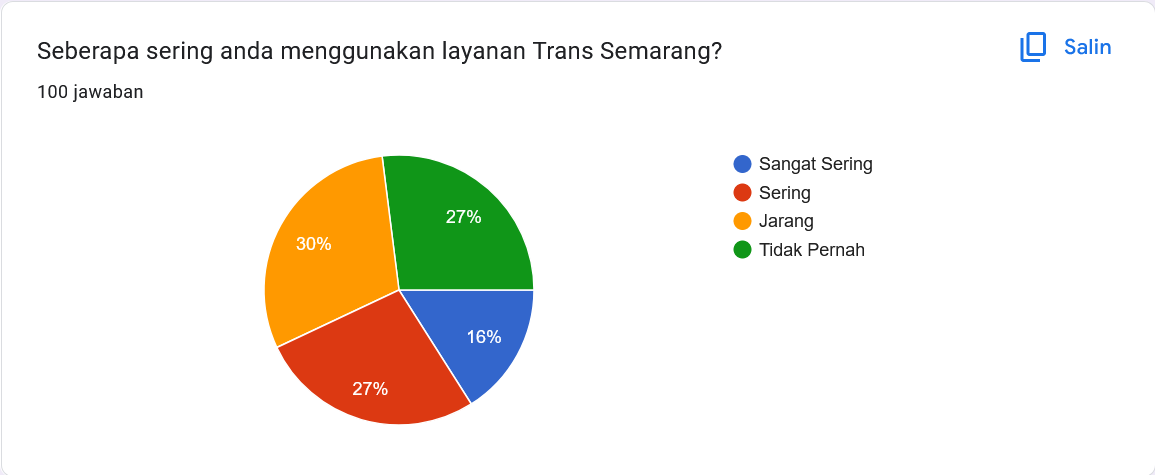 Seberapa sering anda menggunakan layanan Trans Semarang?
Salin
100 jawaban
Sangat Sering
Sering
Jarang
Tidak Pernah
27%
30%
16%
27%